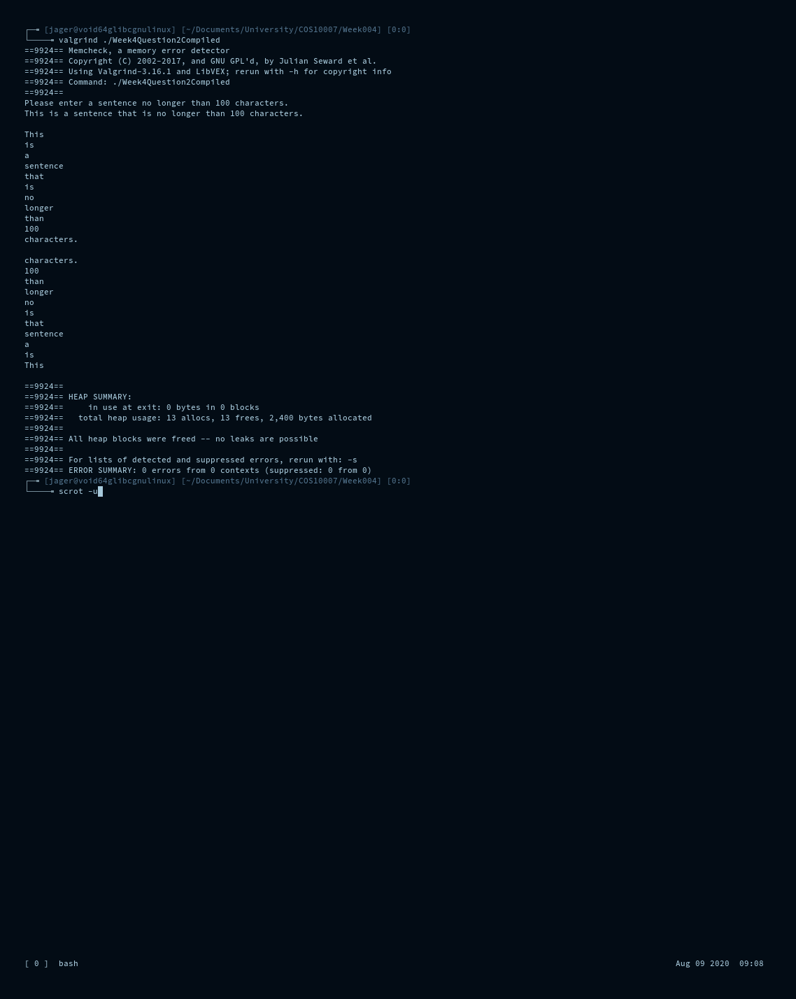 ┌─╼ [jager@void64glibcgnulinux] [~/Documents/University/COS10007/Week004] [0:0]
└────╼ valgrind ./Week4Question2Compiled
==9924== Memcheck, a memory error detector
==9924== Copyright (C) 2002-2017, and GNU GPL'd, by Julian Seward et al.
==9924== Using Valgrind-3.16.1 and LibVEX; rerun with -h for copyright info
==9924== Command: ./Week4Question2Compiled
==9924==
Please enter a sentence no longer than 100 characters.
This is a sentence that is no longer than 100 characters.

This
is
a
sentence
that
is
no
longer
than
100
characters.

characters.
100
than
longer
no
is
that
sentence
a
is
This

==9924==
==9924== HEAP SUMMARY:
==9924==     in use at exit: 0 bytes in 0 blocks
==9924==   total heap usage: 13 allocs, 13 frees, 2,400 bytes allocated
==9924==
==9924== All heap blocks were freed -- no leaks are possible
==9924==
==9924== For lists of detected and suppressed errors, rerun with: -s
==9924== ERROR SUMMARY: 0 errors from 0 contexts (suppressed: 0 from 0)
┌─╼ [jager@void64glibcgnulinux] [~/Documents/University/COS10007/Week004] [0:0]
└────╼ scrot -u
[ 0 ]  bash Aug 09 2020  09:08